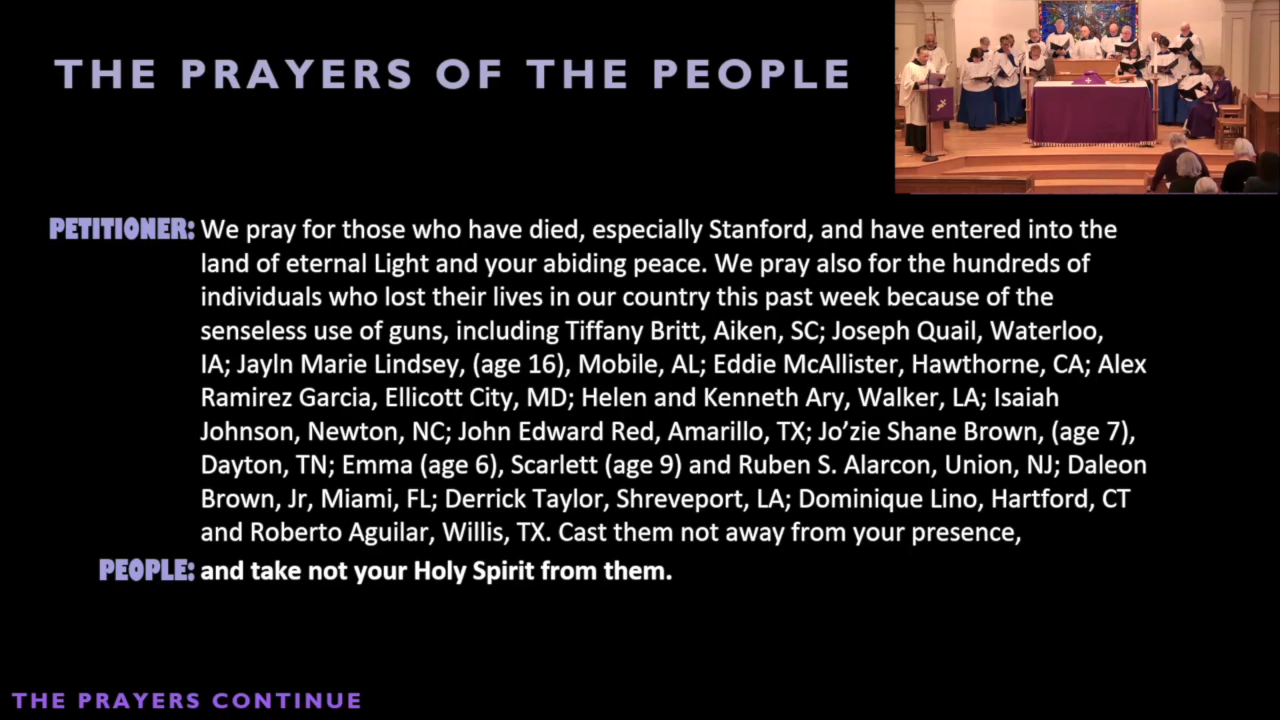 THE PRAYERS OF THE PEOPLE
PETITIONER: We pray for those who have died, especially Stanford, and have entered into the
land of eternal Light and your abiding peace. We pray also for the hundreds of
individuals who lost their lives in our country this past week because of the
senseless use of guns, including Tiffany Britt, Aiken, SC; Joseph Quail, Waterloo,
IA; Jayln Marie Lindsey, (age 16), Mobile, AL; Eddie McAllister, Hawthorne, CA; Alex
Ramirez Garcia, Ellicott City, MD; Helen and Kenneth Ary, Walker, LA; Isaiah
Johnson, Newton, NC; John Edward Red, Amarillo, TX; Jo’zie Shane Brown, (age 7),
Dayton, TN; Emma (age 6), Scarlett (age 9) and Ruben S. Alarcon, Union, NJ; Daleon
Brown, Jr, Miami, FL; Derrick Taylor, Shreveport, LA; Dominique Lino, Hartford, CT
and Roberto Aguilar, Willis, TX. Cast them not away from your presence,
PEOPLE: and take not your Holy Spirit from them.
THE PRAYERS CONTINUE